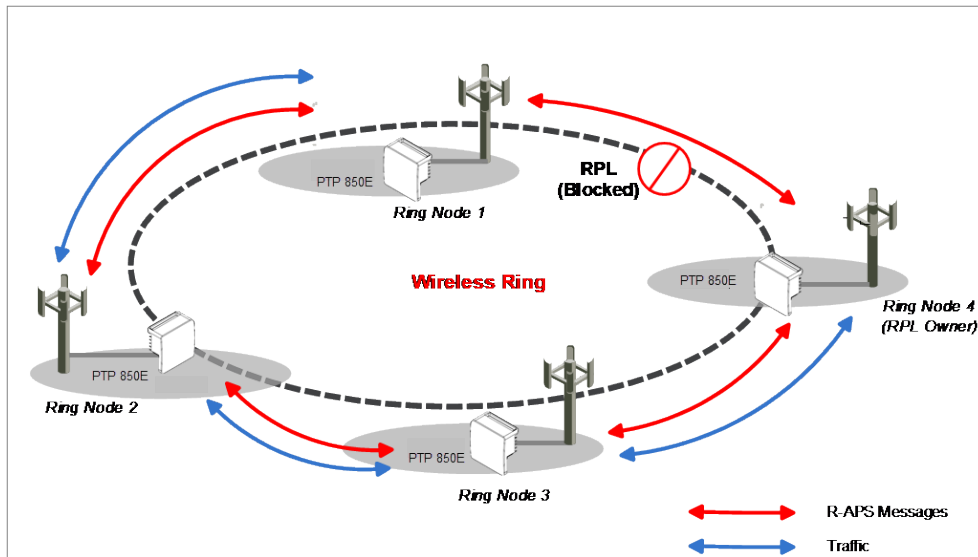 PTP 850E
Ring Node 1
RPL
(Blocked)
Wireless Ring
PTP 850E
Ring Node 4
(RPL Owner)
PTP 850E
Ring Node 2
PTP 850E
Ring Node 3
R-APS Messages
Traffic